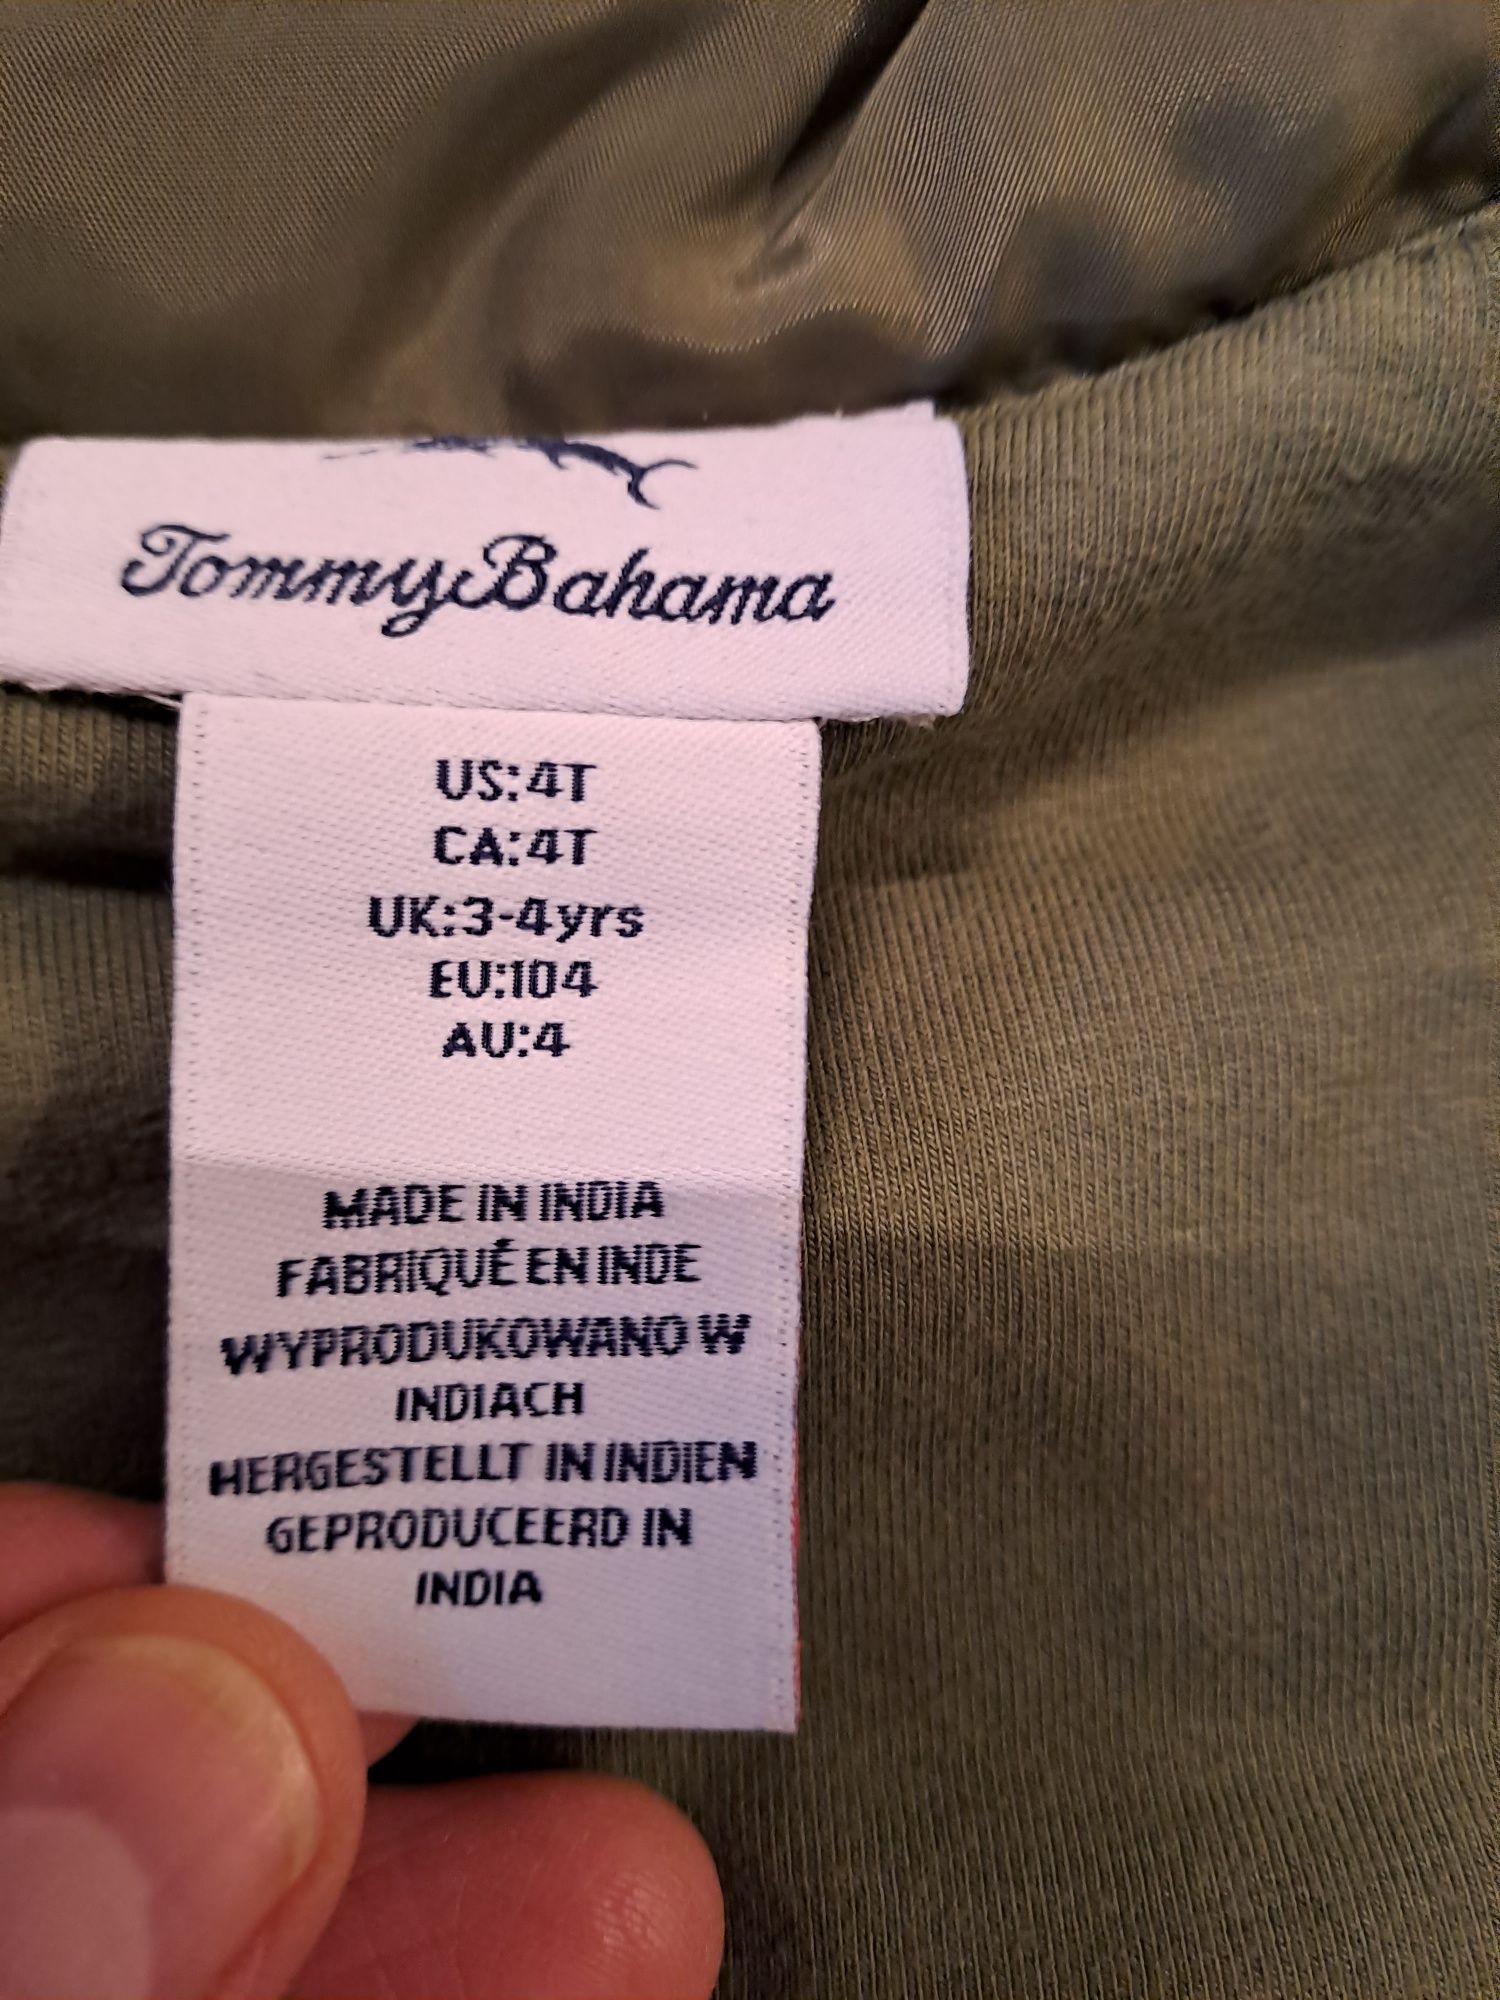 Tommy Bahama
US:4T
CA:4T
UK:3-4yrs
EU:104
AU:4
MADE IN INDIA
FABRIQUÉ EN INDE
WYPRODUKOWANO W
INDIACH
HERGESTELLT IN INDIEN
GEPRODUCEERD IN
INDIA